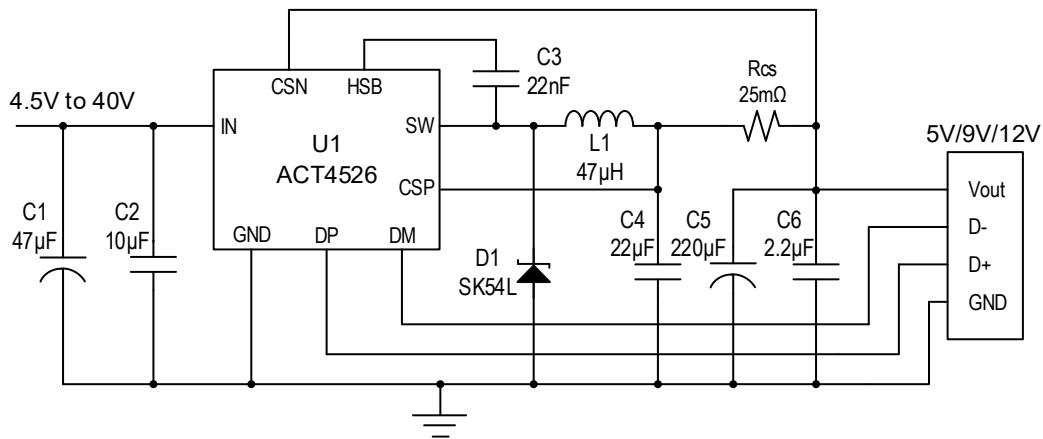 CSN
HSB
C3
22nF
Rcs
25mΩ
4.5V to 40V
IN
U1
ACT4526
SW
L1
47µH
5V/9V/12V
CSP
Vout
C1
47µF
C2
10µF
GND
DP
DM
D1
SK54L
C4
22µF
C5
220µF
C6
2.2µF
D-
D+
GND